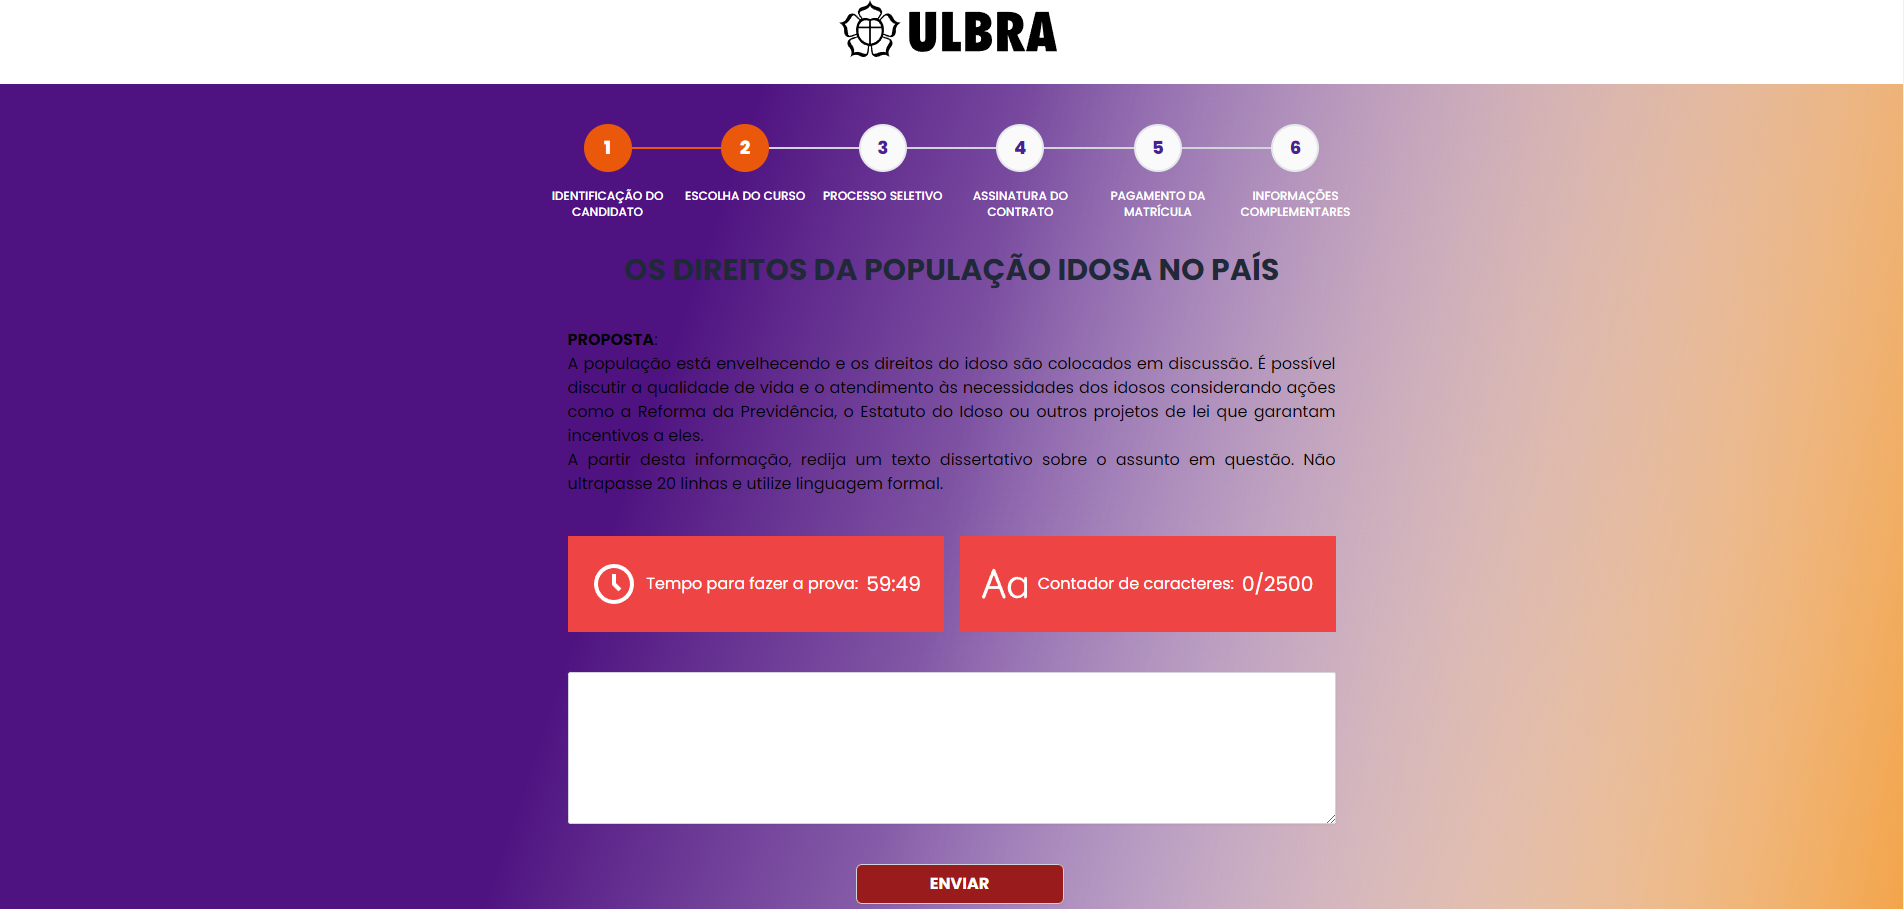 ULBRA
1
2
3
4
5
6
IDENTIFICAÇÃO DO
CANDIDATO
ESCOLHA DO CURSO
PROCESSO SELETIVO
ASSINATURA DO
CONTRATO
PAGAMENTO DA
MATRÍCULA
INFORMAÇÕES
COMPLEMENTARES
OS DIREITOS DA POPULAÇÃO IDOSA NO PAÍS
PROPOSTA:
A população está envelhecendo e os direitos do idoso são colocados em discussão. É possível
discutir a qualidade de vida e o atendimento às necessidades dos idosos considerando ações
como a Reforma da Previdência, o Estatuto do Idoso ou outros projetos de lei que garantam
incentivos a eles.
A partir desta informação, redija um texto dissertativo sobre o assunto em questão. Não
ultrapasse 20 linhas e utilize linguagem formal.
Tempo para fazer a prova: 59:49
Aa Contador de caracteres: 0/2500
ENVIAR